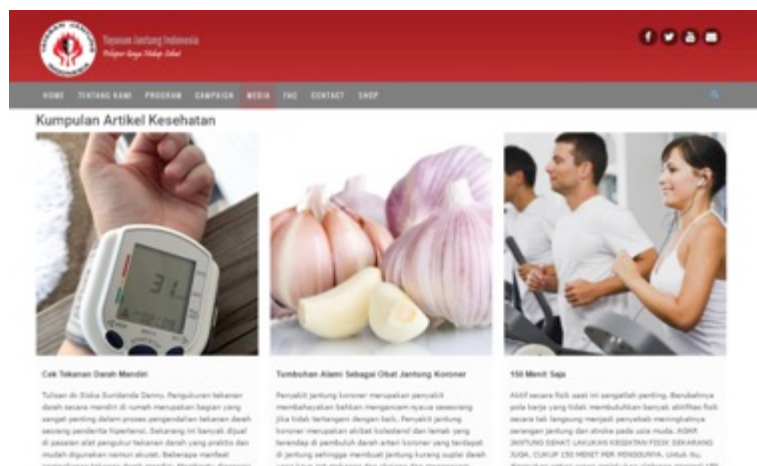 Yayasan Jantung Indonesia
Pelopor Gaya Hidup Sehat
HOME TENTANG KAMI PROGRAM CAMPAIGN MEDIA FAQ CONTACT SHOP
Kumpulan Artikel Kesehatan
Cek Tekanan Darah Mandiri
Tulisan dr. Siska Suridanda Danny. Pengukuran tekanan
darah secara mandiri di rumah merupakan bagian yang
sangat penting dalam proses pengendalian tekanan darah
seorang penderita hipertensi. Sekarang ini banyak dijual
di pasaran alat pengukur tekanan darah yang praktis dan
mudah digunakan namun akurat. Beberapa manfaat
Tumbuhan Alami Sebagai Obat Jantung Koroner
Penyakit jantung koroner merupakan penyakit
membahayakan bahkan mengancam nyawa seseorang
jika tidak tertangani dengan baik. Penyakit jantung
koroner merupakan akibat kolesterol dan lemak yang
terendap di pembuluh darah arteri koroner yang terdapat
di jantung sehingga membuat jantung kurang suplai darah
150 Menit Saja
Aktif secara fisik saat ini sangatlah penting. Berubahnya
pola kerja yang tidak membutuhkan banyak aktifitas fisik
secara tak langsung menjadi penyebab meningkatnya
serangan jantung dan stroke pada usia muda. AGAR
JANTUNG SEHAT: LAKUKAN KEGIATAN FISIK SEKARANG
JUGA. CUKUP 150 MENIT PER MINGGUNYA. Untuk itu,